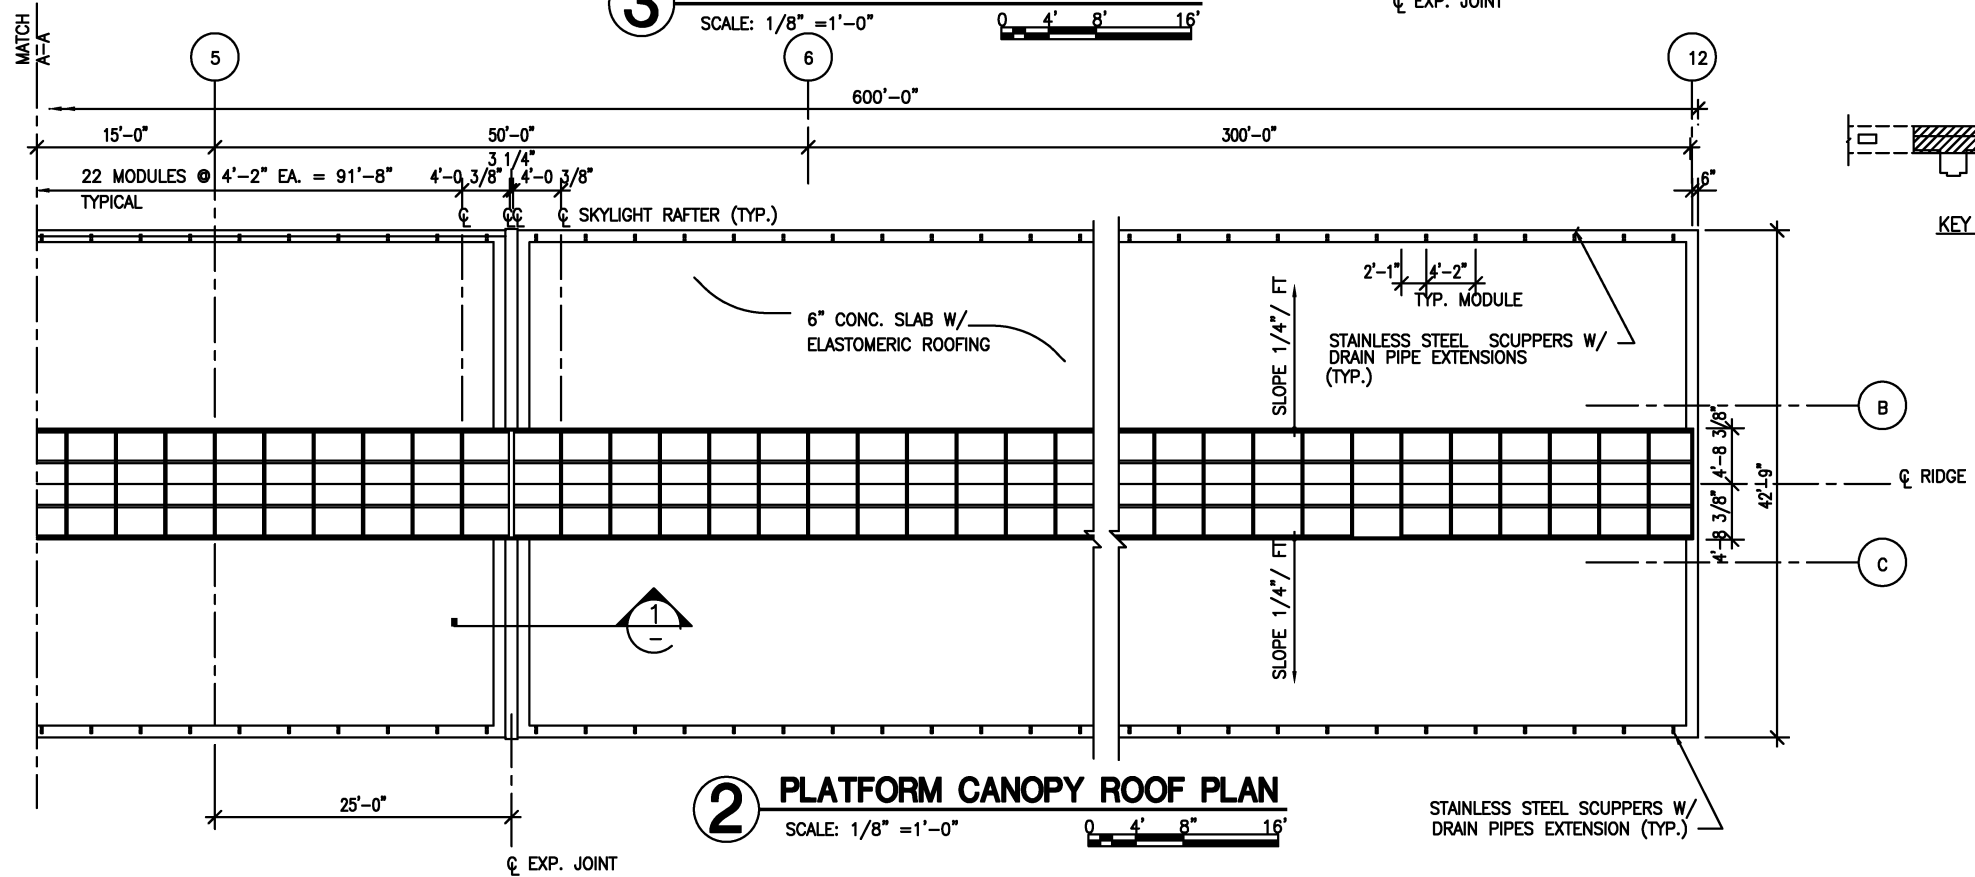 3
SCALE: 1/8" =1'-0"
0 4' 8' 16'
℄ EXP. JOINT
MATCH
A-A
5
6
12
600'-0"
15'-0"
50'-0"
300'-0"
3 1/4"
22 MODULES @ 4'-2" EA. = 91'-8"
TYPICAL
4'-0 3/8"
4'-0 3/8"
6"
℄
℄℄
℄ SKYLIGHT RAFTER (TYP.)
KEY
2'-1"
4'-2"
TYP. MODULE
6" CONC. SLAB W/
ELASTOMERIC ROOFING
SLOPE 1/4"/ FT
STAINLESS STEEL SCUPPERS W/
DRAIN PIPE EXTENSIONS
(TYP.)
B
4'-8 3/8"
42'-9"
℄ RIDGE
4'-8 3/8"
C
SLOPE 1/4"/ FT
1
-
25'-0"
2
PLATFORM CANOPY ROOF PLAN
SCALE: 1/8" =1'-0"
0 4' 8" 16'
STAINLESS STEEL SCUPPERS W/
DRAIN PIPES EXTENSION (TYP.)
℄ EXP. JOINT